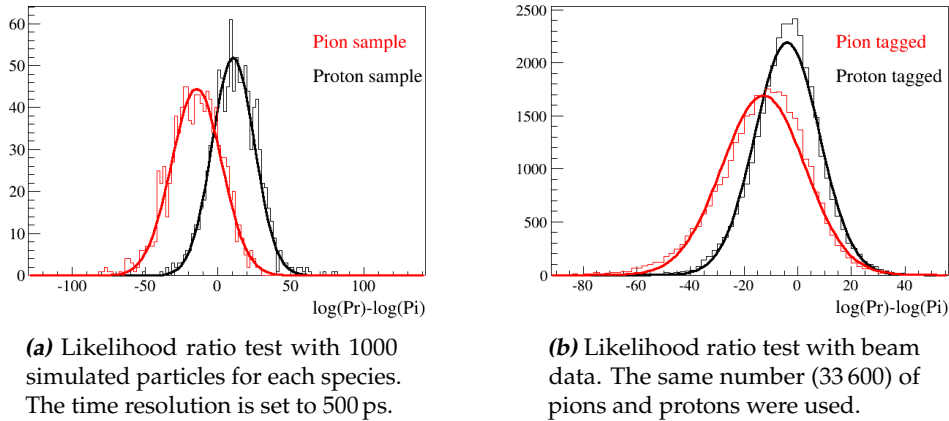 60
50
40
30
20
10
0
Pion sample
Proton sample
-100 -50 0 50 100
log(Pr)-log(Pi)
2500
2000
1500
1000
500
0
Pion tagged
Proton tagged
-80 -60 -40 -20 0 20 40
log(Pr)-log(Pi)
(a) Likelihood ratio test with 1000
simulated particles for each species.
The time resolution is set to 500 ps.
(b) Likelihood ratio test with beam
data. The same number (33 600) of
pions and protons were used.